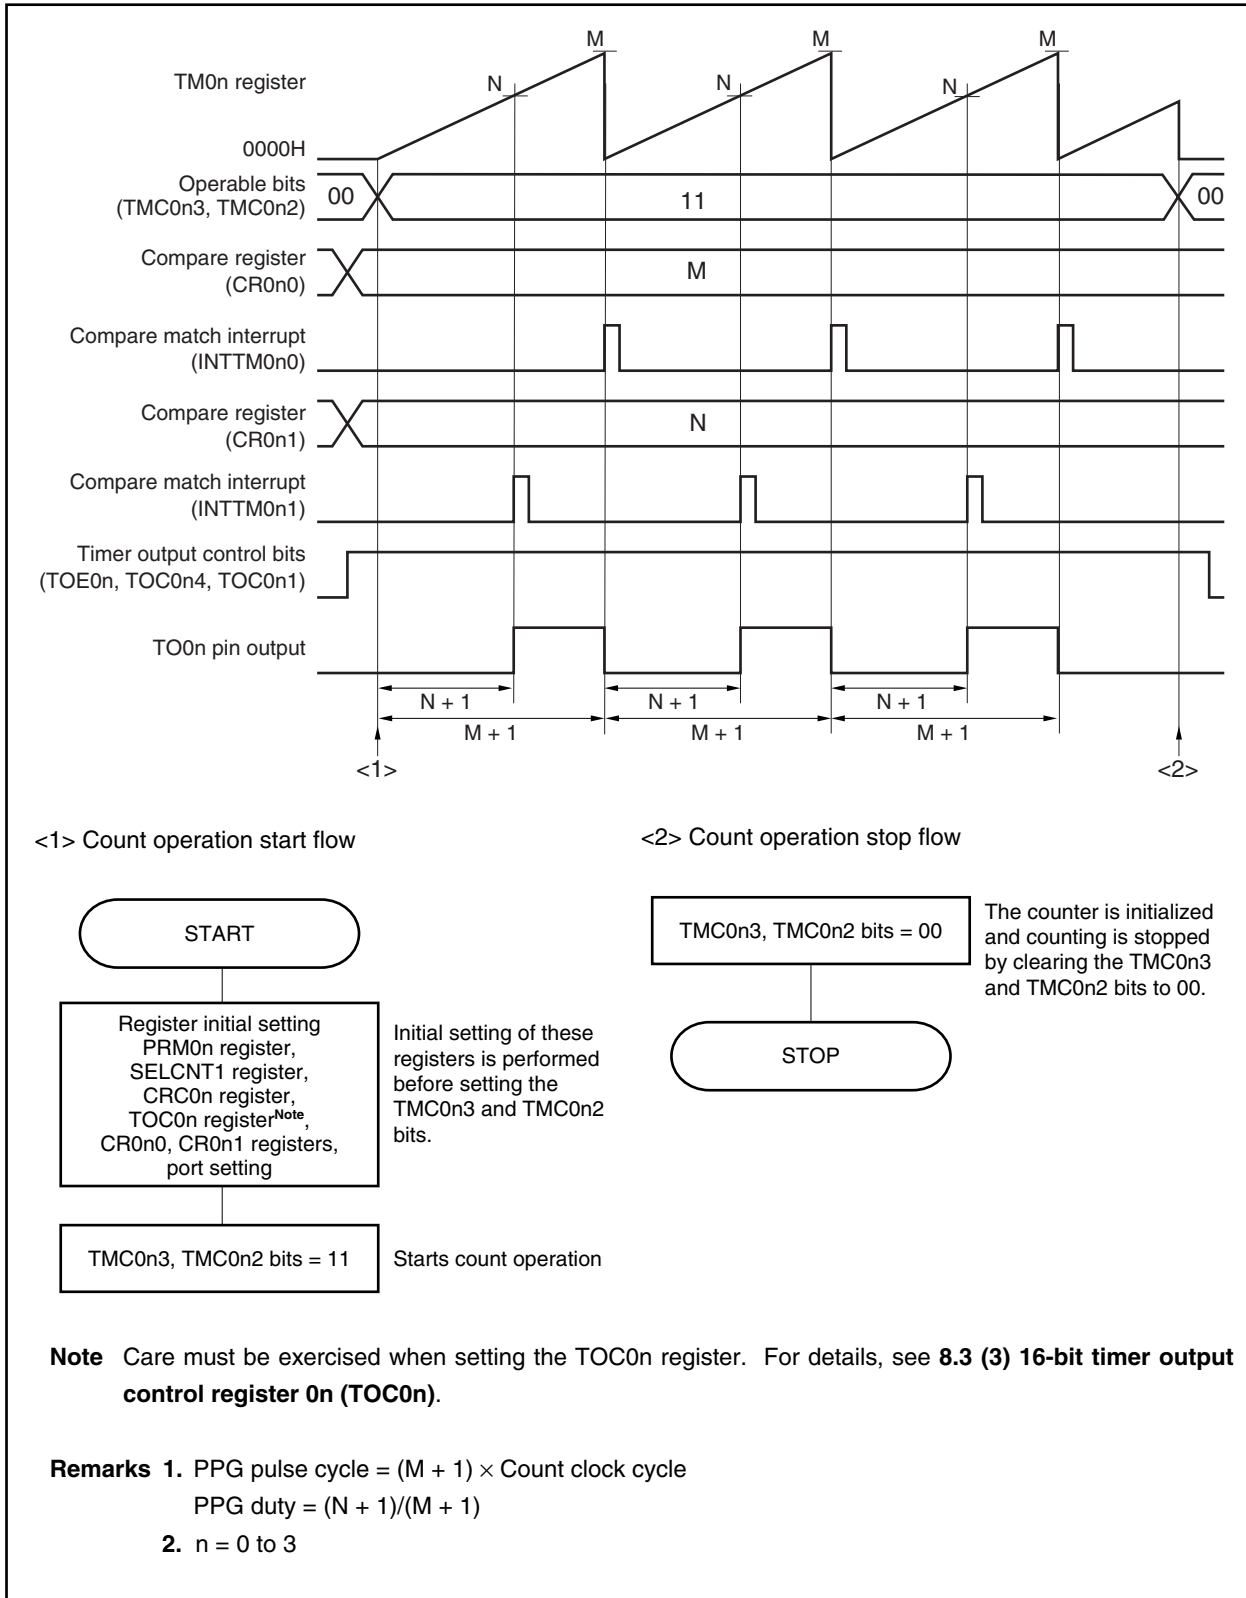 M M M
N N N
TM0n register
0000H
Operable bits
(TMC0n3, TMC0n2)
00 11 00
Compare register
(CR0n0)
M
Compare match interrupt
(INTTM0n0)
Compare register
(CR0n1)
N
Compare match interrupt
(INTTM0n1)
Timer output control bits
(TOE0n, TOC0n4, TOC0n1)
TO0n pin output
N + 1 N + 1 N + 1
M + 1 M + 1 M + 1
<1> <2>
<1> Count operation start flow
START
Register initial setting
PRM0n register,
SELCNT1 register,
CRC0n register,
TOC0n registerNote,
CR0n0, CR0n1 registers,
port setting
Initial setting of these
registers is performed
before setting the
TMC0n3 and TMC0n2
bits.
TMC0n3, TMC0n2 bits = 11
Starts count operation
<2> Count operation stop flow
TMC0n3, TMC0n2 bits = 00
The counter is initialized
and counting is stopped
by clearing the TMC0n3
and TMC0n2 bits to 00.
STOP
Note Care must be exercised when setting the TOC0n register. For details, see 8.3 (3) 16-bit timer output
control register 0n (TOC0n).
Remarks 1. PPG pulse cycle = (M + 1) × Count clock cycle
PPG duty = (N + 1)/(M + 1)
2. n = 0 to 3